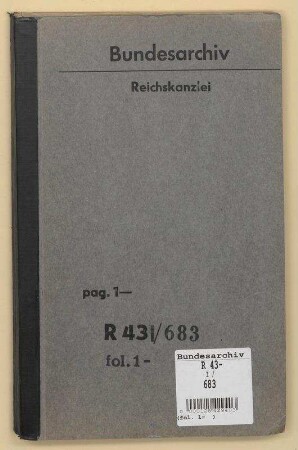 Bundesarchiv
Reichskanzlei
pag. 1—
R 43I/683
fol. 1-
Bundesarchiv
R 43-
I/
683